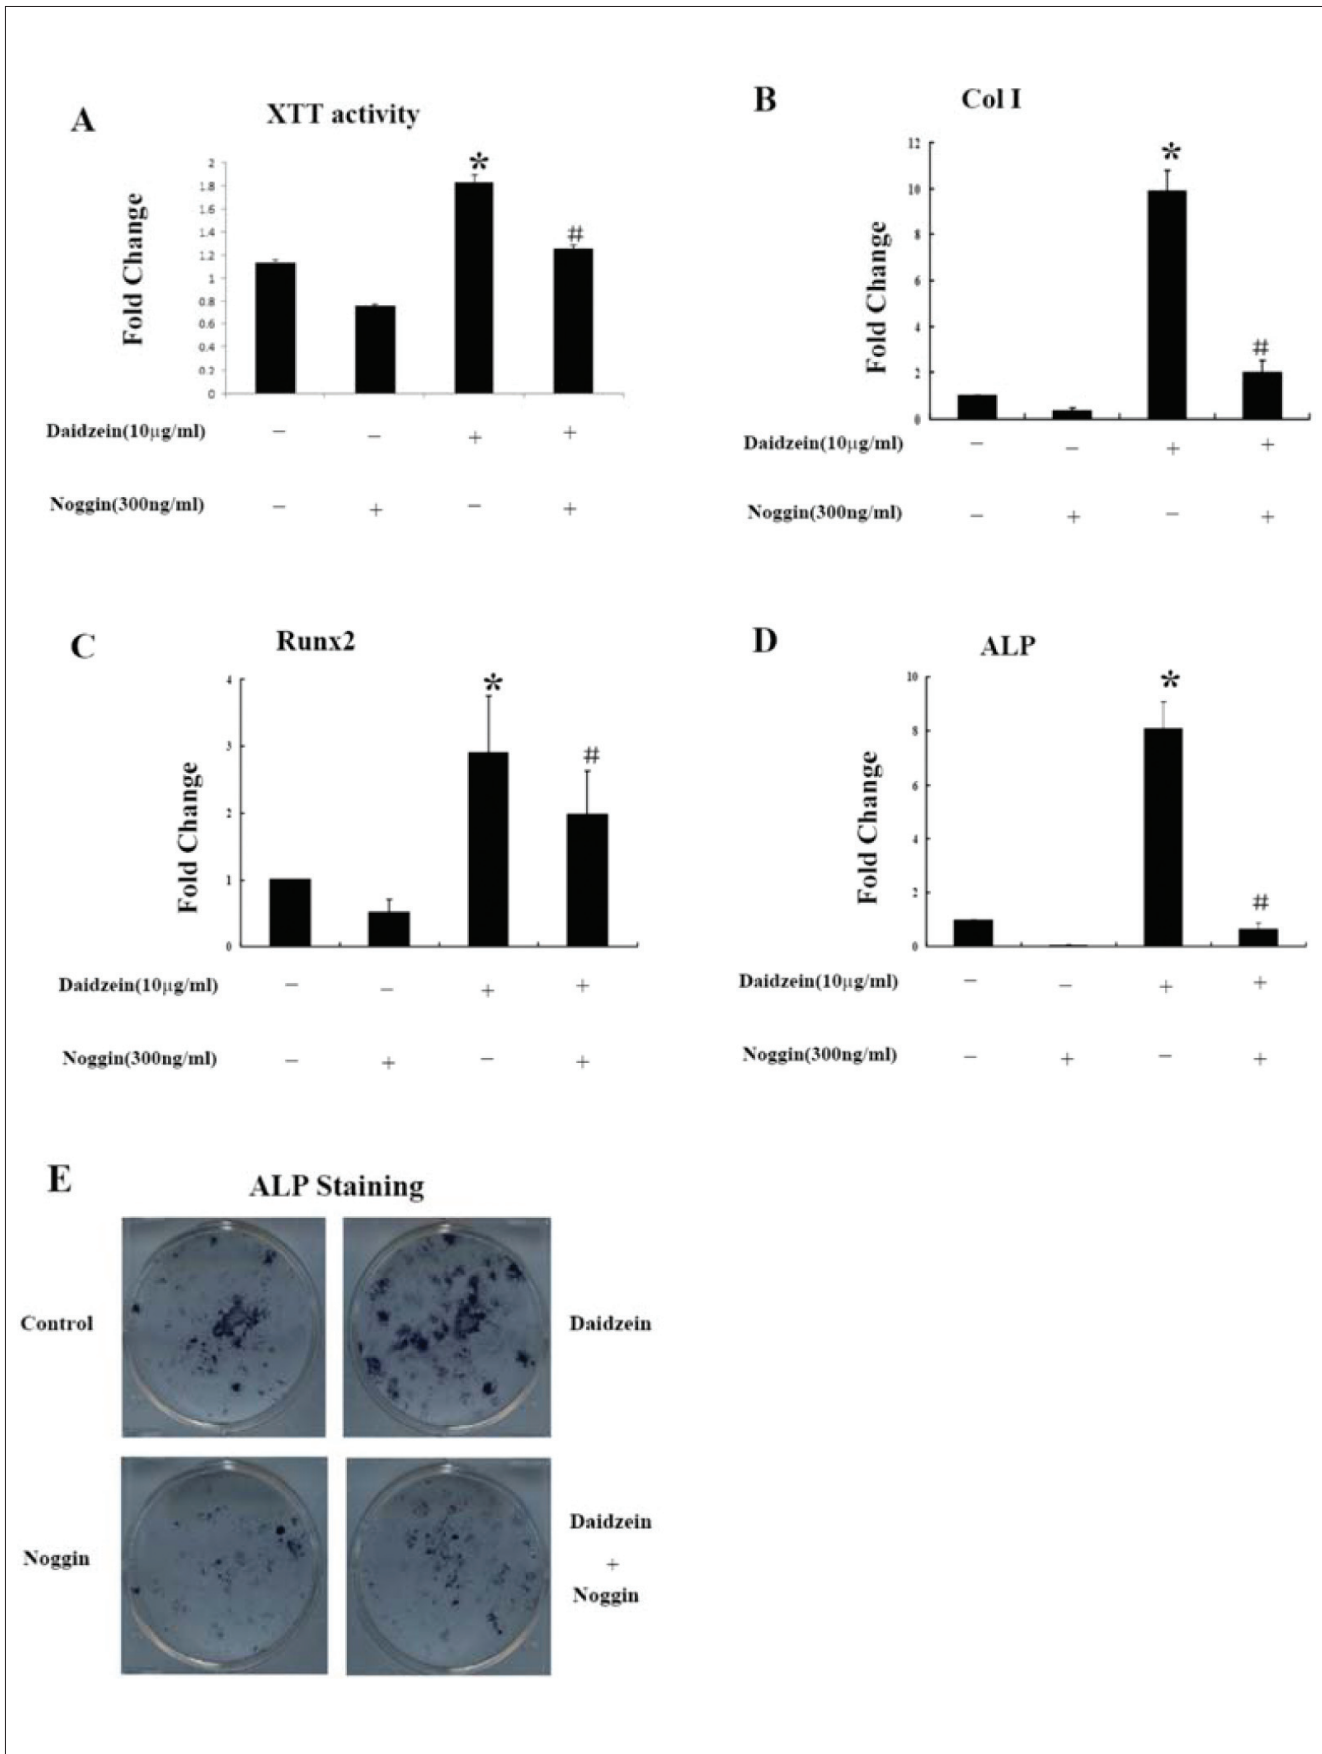 A
XTT activity
*
#
Fold Change
2
1.8
1.6
1.4
1.2
1
0.8
0.6
0.4
0.2
0
Daidzein(10μg/ml) − − + +
Noggin(300ng/ml) − + − +
B
Col I
*
#
Fold Change
12
10
8
6
4
2
0
Daidzein(10μg/ml) − − + +
Noggin(300ng/ml) − + − +
C
Runx2
*
#
Fold Change
4
3
2
1
0
Daidzein(10μg/ml) − − + +
Noggin(300ng/ml) − + − +
D
ALP
*
#
Fold Change
10
8
6
4
2
0
Daidzein(10μg/ml) − − + +
Noggin(300ng/ml) − + − +
E
ALP Staining
Control
Daidzein
Noggin
Daidzein
+
Noggin